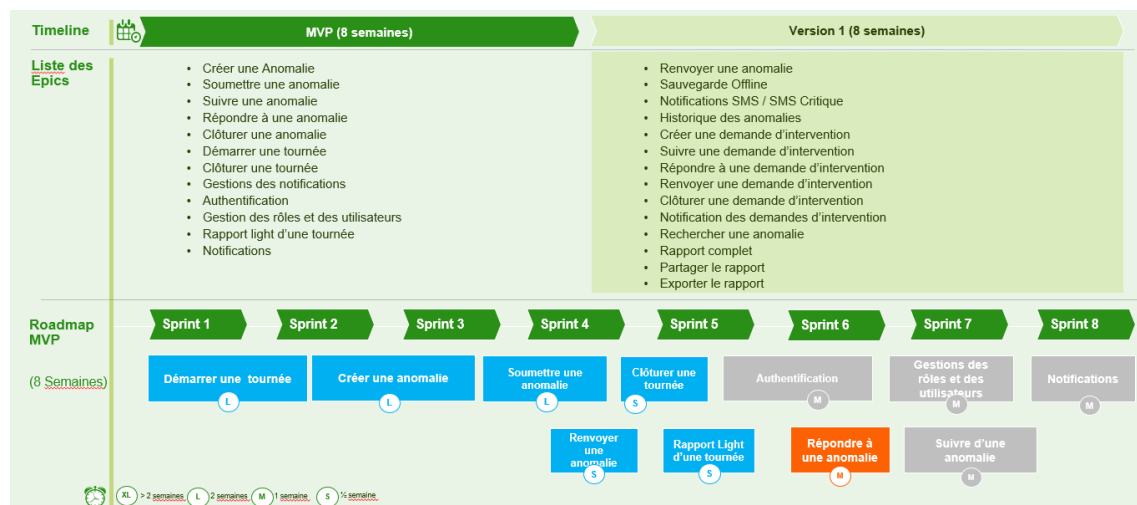 Timeline
MVP (8 semaines)
Version 1 (8 semaines)
Liste des
Epics
• Créer une Anomalie
• Soumettre une anomalie
• Suivre une anomalie
• Répondre à une anomalie
• Clôturer une anomalie
• Démarrer une tournée
• Clôturer une tournée
• Gestions des notifications
• Authentification
• Gestion des rôles et des utilisateurs
• Rapport light d'une tournée
• Notifications
• Renvoyer une anomalie
• Sauvegarde Offline
• Notifications SMS / SMS Critique
• Historique des anomalies
• Créer une demande d'intervention
• Suivre une demande d'intervention
• Répondre à une demande d'intervention
• Renvoyer une demande d'intervention
• Clôturer une demande d'intervention
• Notification des demandes d'intervention
• Rechercher une anomalie
• Rapport complet
• Partager le rapport
• Exporter le rapport
Roadmap
MVP
(8 Semaines)
Sprint 1
Sprint 2
Sprint 3
Sprint 4
Sprint 5
Sprint 6
Sprint 7
Sprint 8
Démarrer une tournée
L
Créer une anomalie
L
Soumettre une
anomalie
L
Clôturer une
tournée
S
Authentification
M
Gestions des
rôles et des
utilisateurs
M
Notifications
M
Renvoyer
une
anomalie
S
Rapport Light
d'une tournée
S
Répondre à
à une anomalie
M
Suivre d'une
anomalie
M
XL > 2 semaines L 2 semaines M 1 semaine S ½ semaine